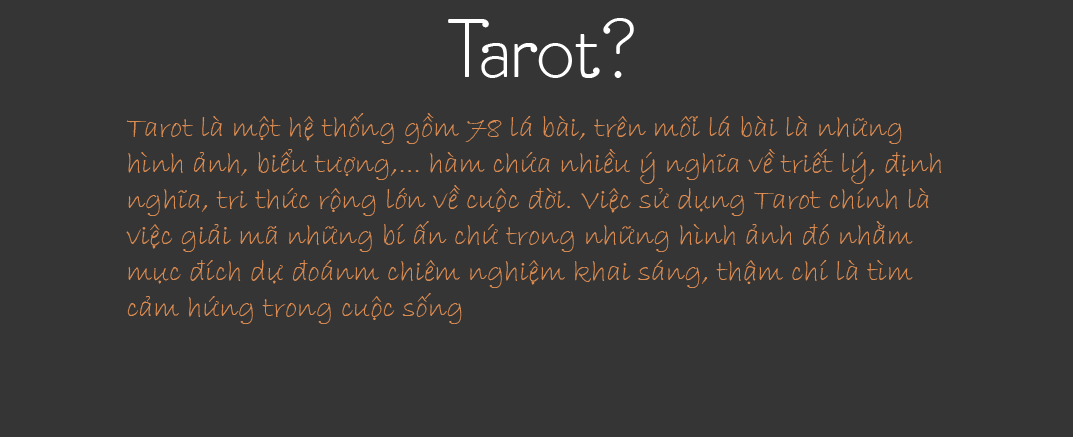 Tarot?
Tarot là một hệ thống gồm 78 lá bài, trên mỗi lá bài là những
hình ảnh, biểu tượng,... hàm chứa nhiều ý nghĩa về triết lý, định
nghĩa, tri thức rộng lớn về cuộc đời. Việc sử dụng Tarot chính là
việc giải mã những bí ấn chứ trong những hình ảnh đó nhằm
mục đích dự đoánm chiêm nghiệm khai sáng, thậm chí là tìm
cảm hứng trong cuộc sống